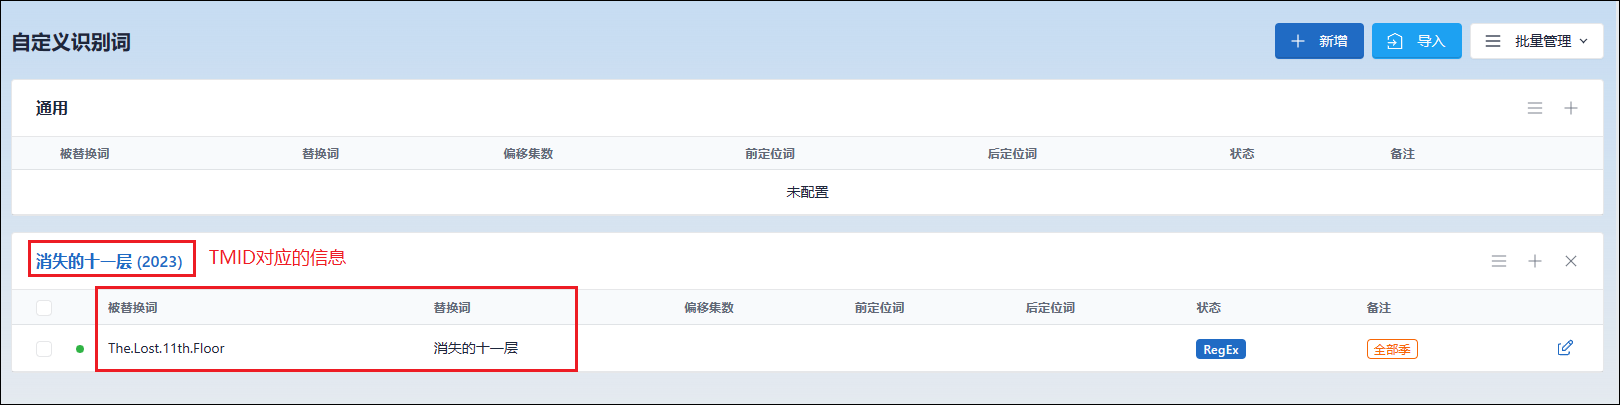 自定义识别词
新增 导入 批量管理
通用
被替换词 替换词 偏移集数 前定位词 后定位词 状态 备注
未配置
消失的十一层 (2023) TMID对应的信息
被替换词 替换词 偏移集数 前定位词 后定位词 状态 备注
The.Lost.11th.Floor 消失的十一层 RegEx 全部季